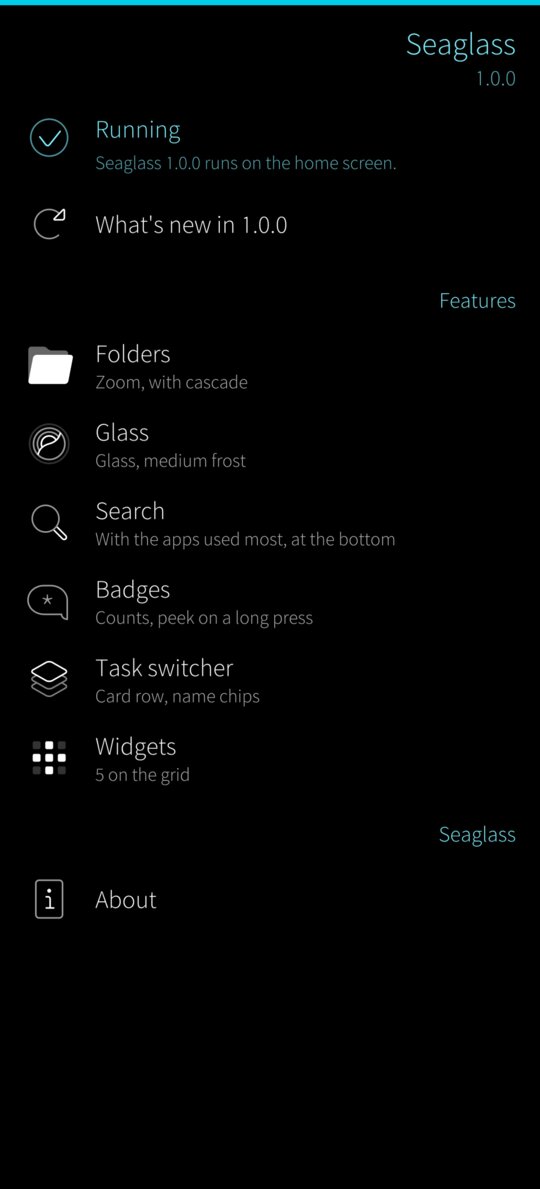 Seaglass
1.0.0
Running
Seaglass 1.0.0 runs on the home screen.
What's new in 1.0.0
Features
Folders
Zoom, with cascade
Glass
Glass, medium frost
Search
With the apps used most, at the bottom
Badges
Counts, peek on a long press
Task switcher
Card row, name chips
Widgets
5 on the grid
Seaglass
About